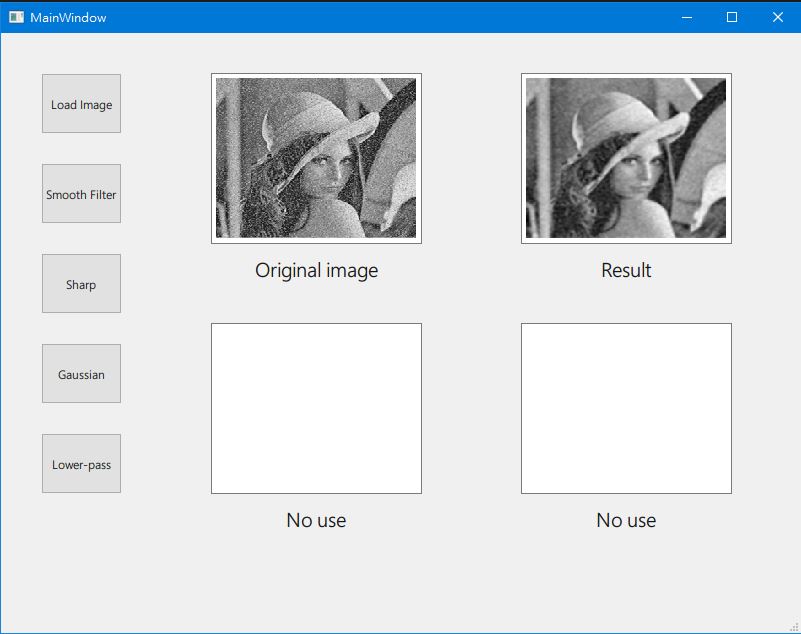 MainWindow
Load Image
Smooth Filter
Sharp
Gaussian
Lower-pass
Original image
Result
No use
No use